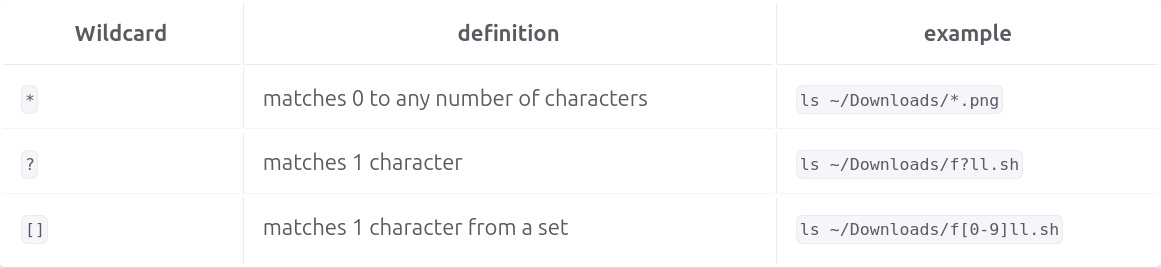 Wildcard definition example
* matches 0 to any number of characters ls ~/Downloads/*.png
? matches 1 character ls ~/Downloads/f?ll.sh
[] matches 1 character from a set ls ~/Downloads/f[0-9]ll.sh